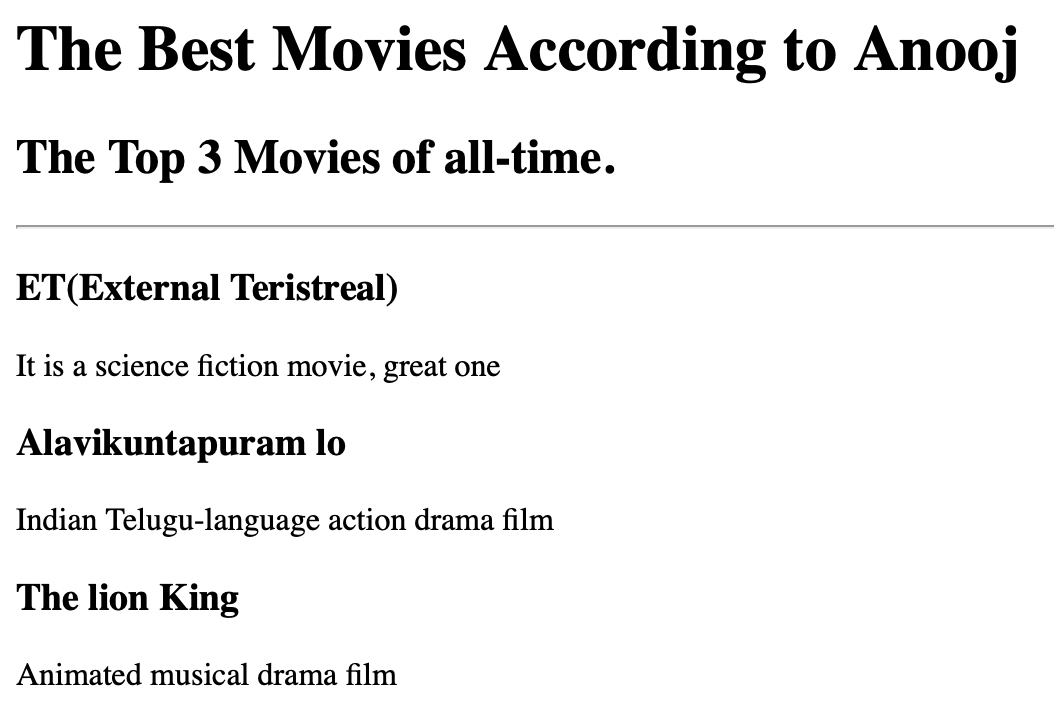 The Best Movies According to Anooj
The Top 3 Movies of all-time.
ET(External Teristreal)
It is a science fiction movie, great one
Alavikuntapuram lo
Indian Telugu-language action drama film
The lion King
Animated musical drama film